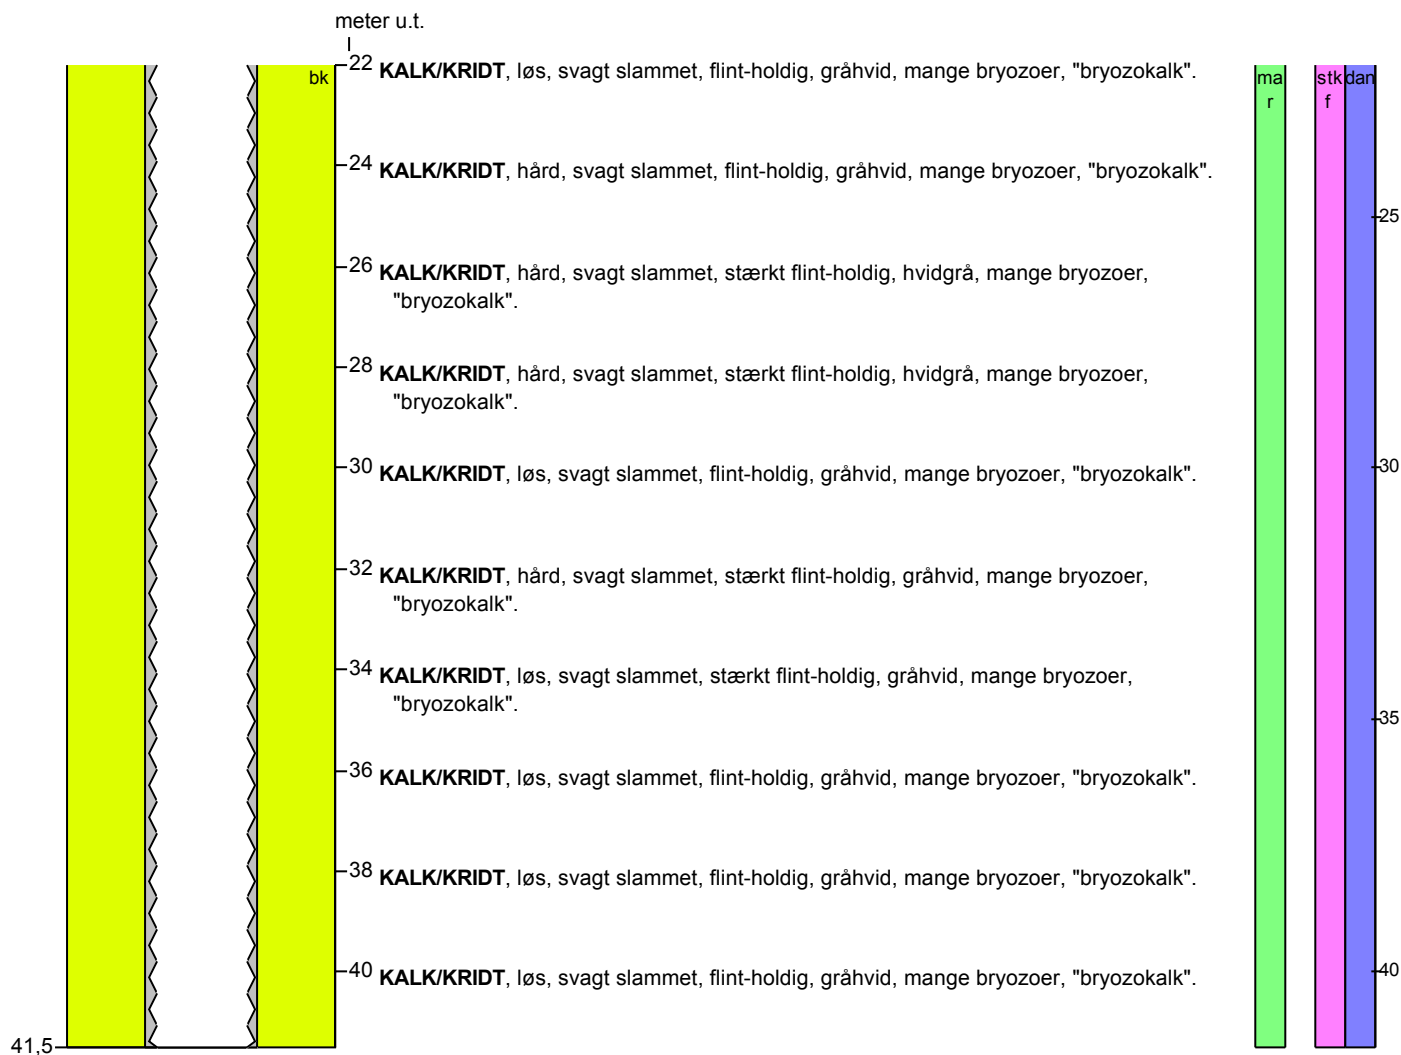 meter u.t.
bk
22 KALK/KRIDT, løs, svagt slammet, flint-holdig, gråhvid, mange bryozoer, "bryozokalk".
ma
r
stk
f
dan
24 KALK/KRIDT, hård, svagt slammet, flint-holdig, gråhvid, mange bryozoer, "bryozokalk".
25
26 KALK/KRIDT, hård, svagt slammet, stærkt flint-holdig, hvidgrå, mange bryozoer,
"bryozokalk".
28 KALK/KRIDT, hård, svagt slammet, stærkt flint-holdig, hvidgrå, mange bryozoer,
"bryozokalk".
30 KALK/KRIDT, løs, svagt slammet, flint-holdig, gråhvid, mange bryozoer, "bryozokalk".
30
32 KALK/KRIDT, hård, svagt slammet, stærkt flint-holdig, gråhvid, mange bryozoer,
"bryozokalk".
34 KALK/KRIDT, løs, svagt slammet, stærkt flint-holdig, gråhvid, mange bryozoer,
"bryozokalk".
35
36 KALK/KRIDT, løs, svagt slammet, flint-holdig, gråhvid, mange bryozoer, "bryozokalk".
38 KALK/KRIDT, løs, svagt slammet, flint-holdig, gråhvid, mange bryozoer, "bryozokalk".
40 KALK/KRIDT, løs, svagt slammet, flint-holdig, gråhvid, mange bryozoer, "bryozokalk".
40
41,5